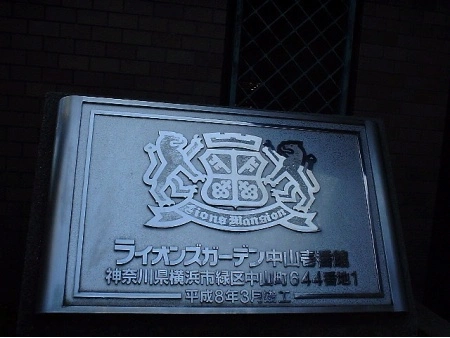 Lions Mansion
ライオンズガーデン中山壱番館
神奈川県横浜市緑区中山町644番地1
平成8年3月竣工